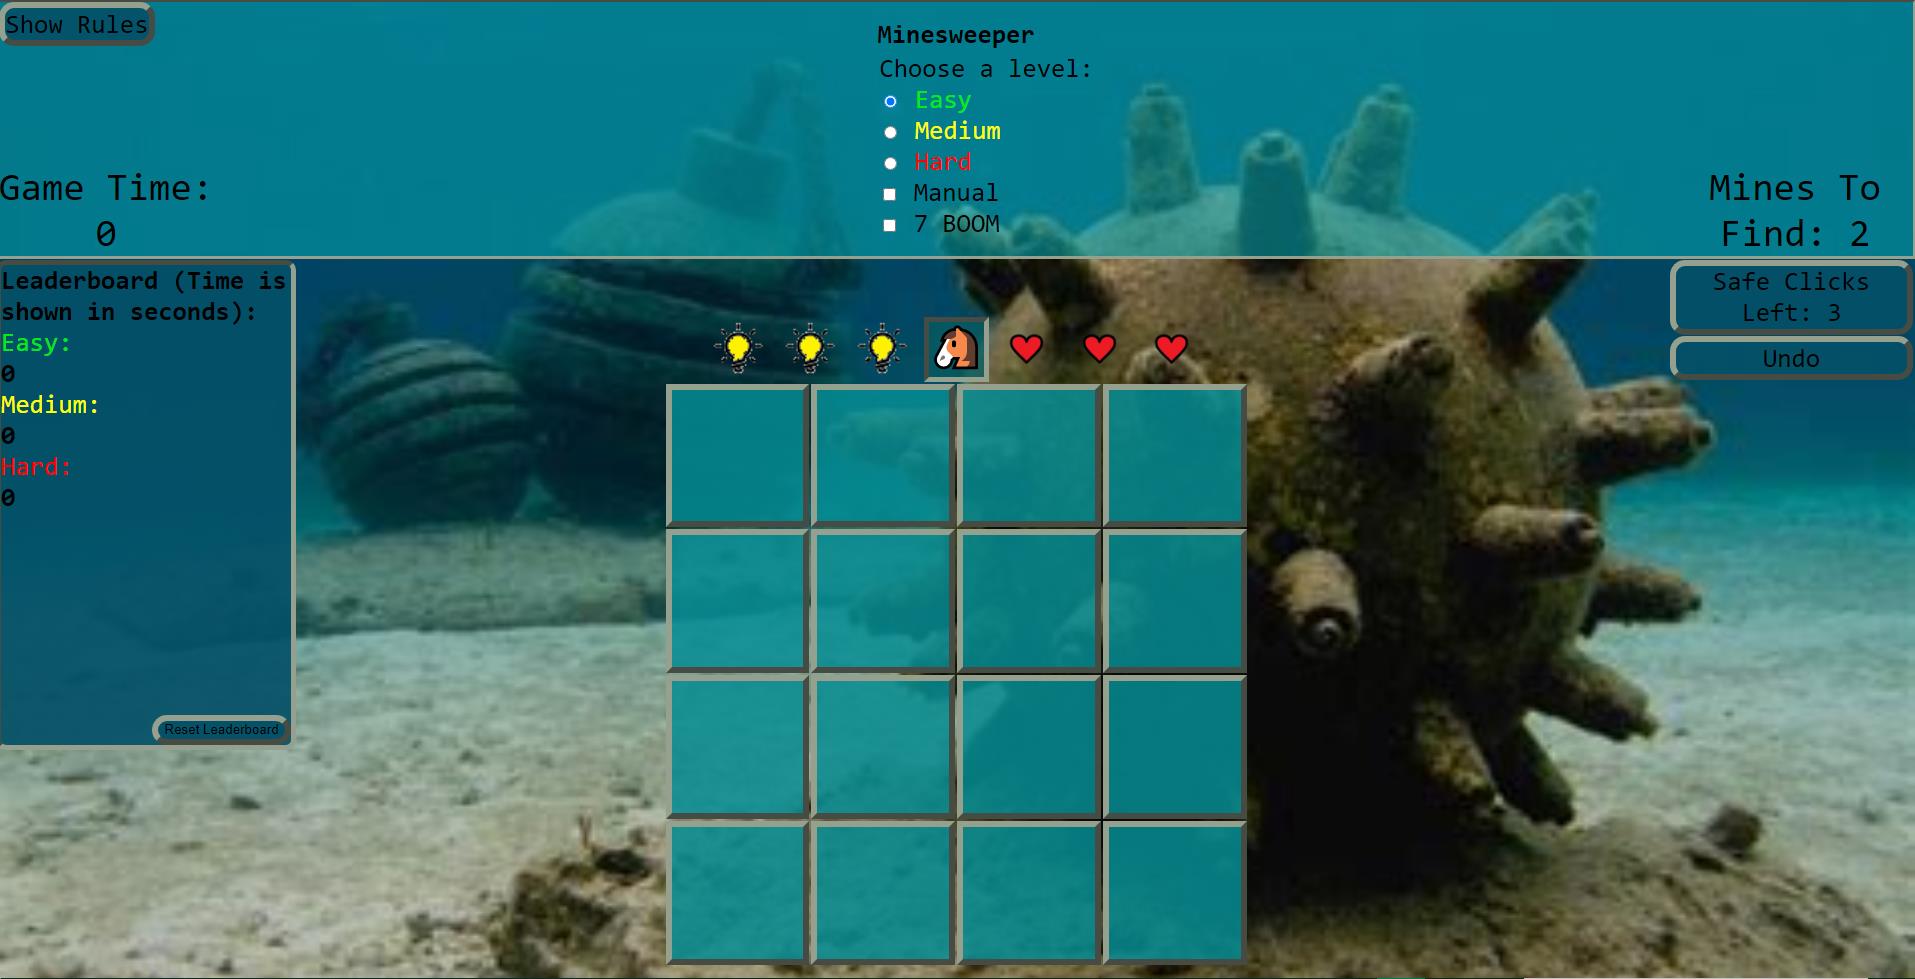 Show Rules
Minesweeper
Choose a level:
Easy
Medium
Hard
Manual
7 BOOM
Game Time:
0
Mines To
Find: 2
Leaderboard (Time is
shown in seconds):
Easy:
0
Medium:
0
Hard:
0
Reset Leaderboard
Safe Clicks
Left: 3
Undo